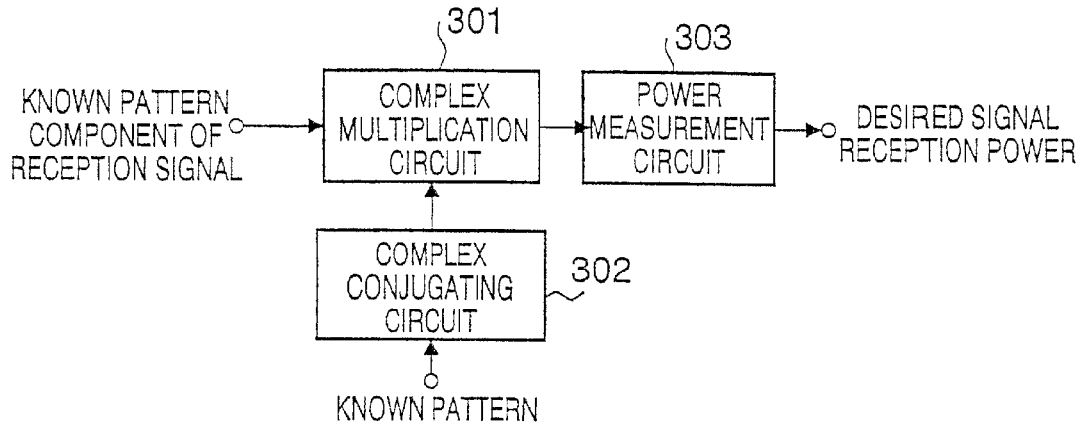 301
303
KNOWN PATTERN
COMPONENT OF
RECEPTION SIGNAL
COMPLEX
MULTIPLICATION
CIRCUIT
POWER
MEASUREMENT
CIRCUIT
DESIRED SIGNAL
RECEPTION POWER
COMPLEX
CONJUGATING
CIRCUIT
302
KNOWN PATTERN